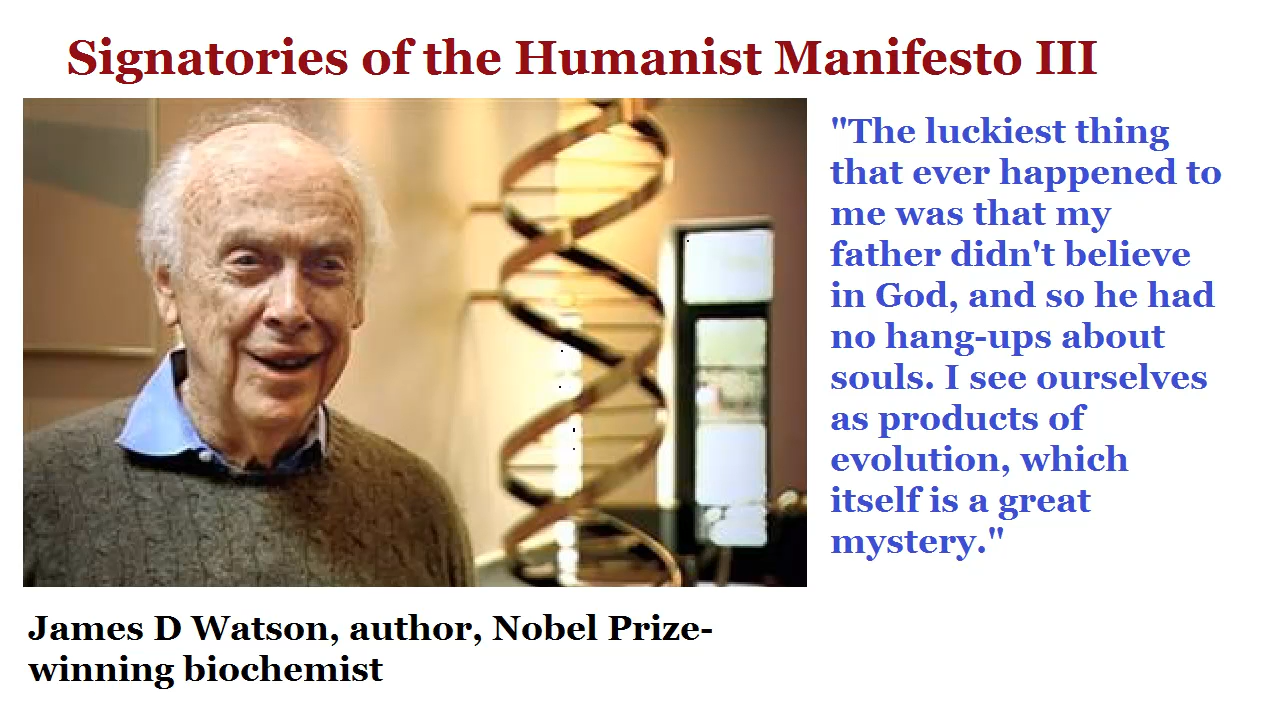 Signatories of the Humanist Manifesto III
"The luckiest thing
that ever happened to
me was that my
father didn't believe
in God, and so he had
no hang-ups about
souls. I see ourselves
as products of
evolution, which
itself is a great
mystery."
James D Watson, author, Nobel Prize-
winning biochemist